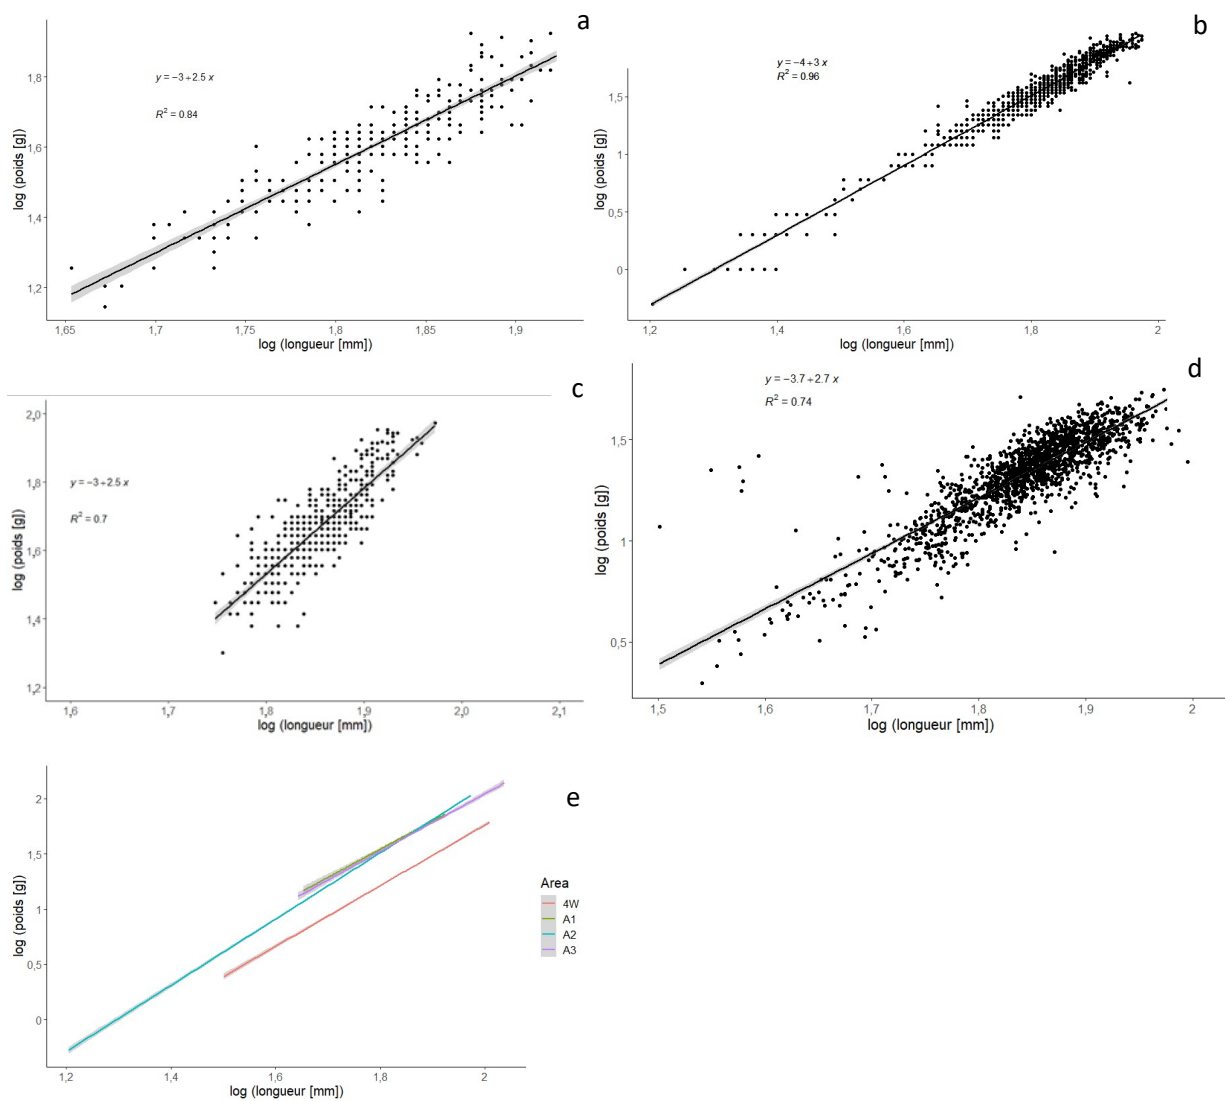 a
y = −3 + 2.5 x
R² = 0.84
1,8
1,6
1,4
1,2
log (poids [g])
1,65
1,7
1,75
1,8
1,85
1,9
log (longueur [mm])
b
y = −4 + 3 x
R² = 0.96
1,5
1
0,5
0
log (poids [g])
1,2
1,4
1,6
1,8
2
log (longueur [mm])
c
2,0
y = −3 + 2.5 x
R² = 0.7
1,8
1,6
1,4
1,2
log (poids [g])
1,6
1,7
1,8
1,9
2,0
2,1
log (longueur [mm])
d
y = −3.7 + 2.7 x
R² = 0.74
1,5
1
0,5
log (poids [g])
1,5
1,6
1,7
1,8
1,9
2
log (longueur [mm])
e
2
1,5
1
0,5
0
log (poids [g])
1,2
1,4
1,6
1,8
2
log (longueur [mm])
Area
4W
A1
A2
A3